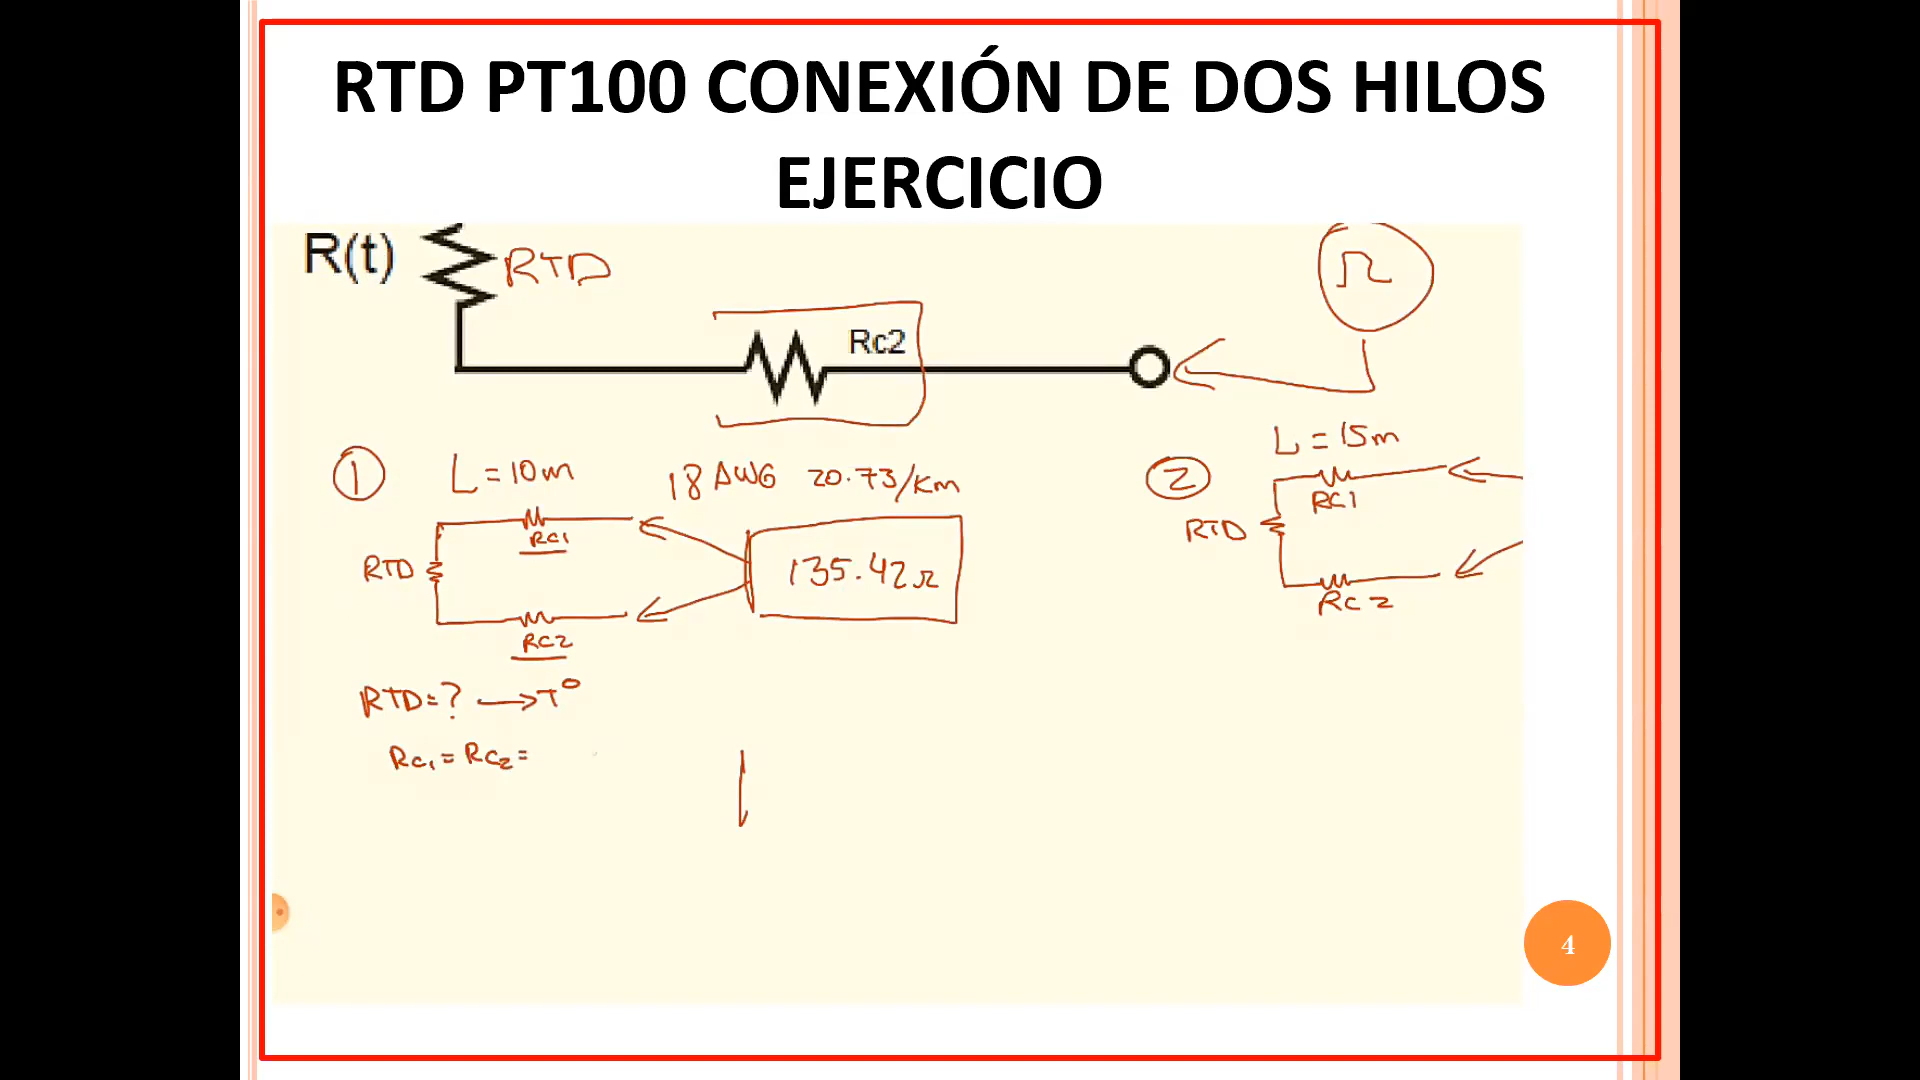 RTD PT100 CONEXIÓN DE DOS HILOS
EJERCICIO
R(t)
RTD
Ω
Rc2
1
L = 10m
18 AWG 20.73/Km
RC1
RTD
135.42Ω
RC2
RTD=? → T°
Rc1 = Rc2 =
2
L = 15m
RC1
RTD
RC2
4